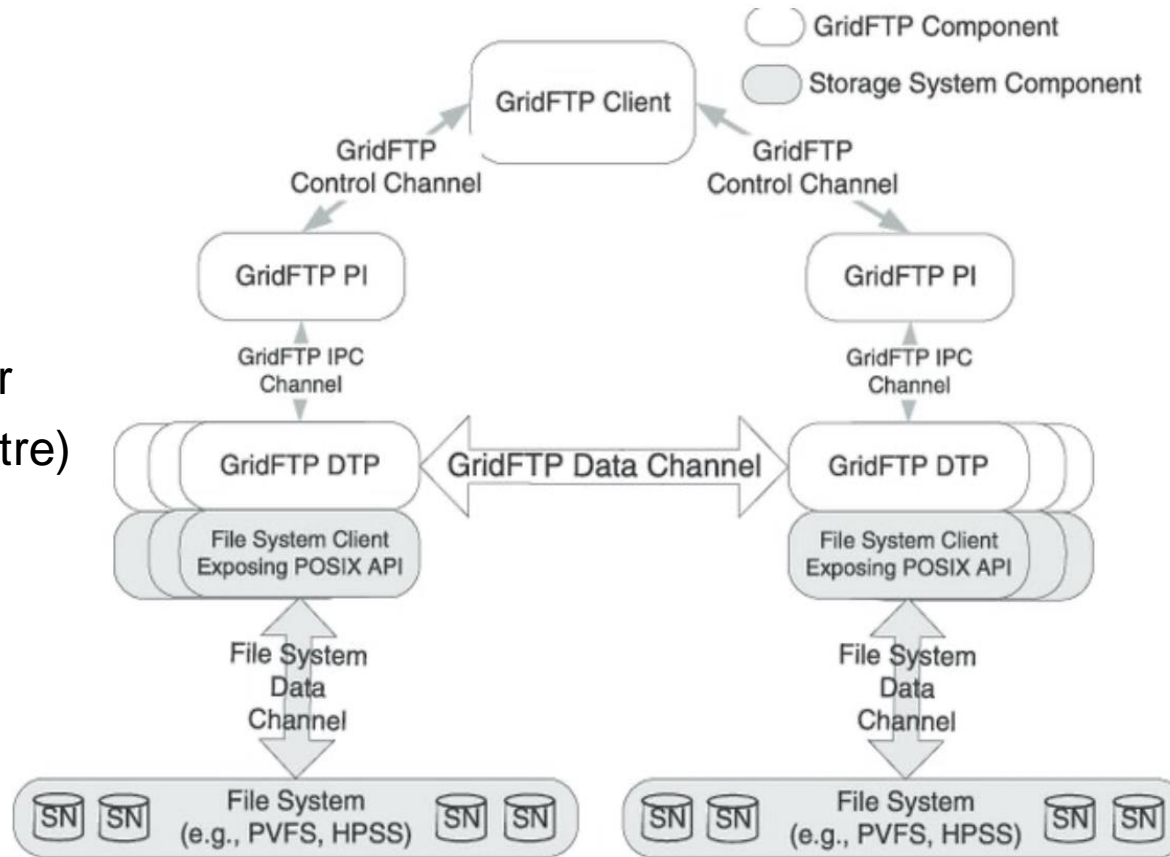 GridFTP Component
Storage System Component
GridFTP Client
GridFTP
Control Channel
GridFTP
Control Channel
GridFTP PI
GridFTP PI
GridFTP IPC
Channel
GridFTP IPC
Channel
r
tre)
GridFTP DTP
GridFTP Data Channel
GridFTP DTP
File System Client
Exposing POSIX API
File System Client
Exposing POSIX API
File System
Data
Channel
File System
Data
Channel
SN SN
File System
(e.g., PVFS, HPSS)
SN SN
SN SN
File System
(e.g., PVFS, HPSS)
SN SN